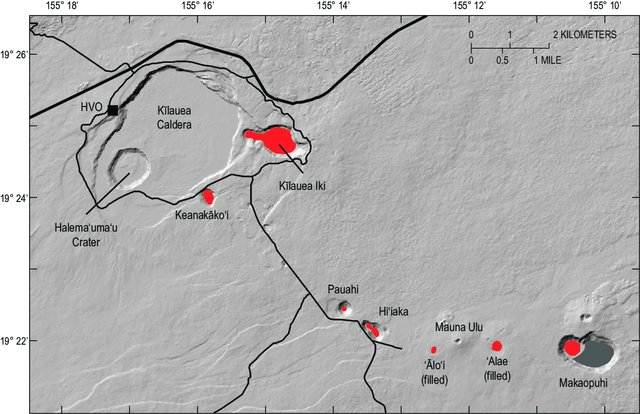 155° 18'
155° 16'
155° 14'
155° 12'
155° 10'
19° 26'
0 1 2 KILOMETERS
0 0.5 1 MILE
HVO
Kīlauea
Caldera
Kīlauea Iki
19° 24'
Keanakāko‘i
Halema‘uma‘u
Crater
Pauahi
Hi‘iaka
Mauna Ulu
19° 22'
‘Ālo‘i
(filled)
‘Alae
(filled)
Makaopuhi